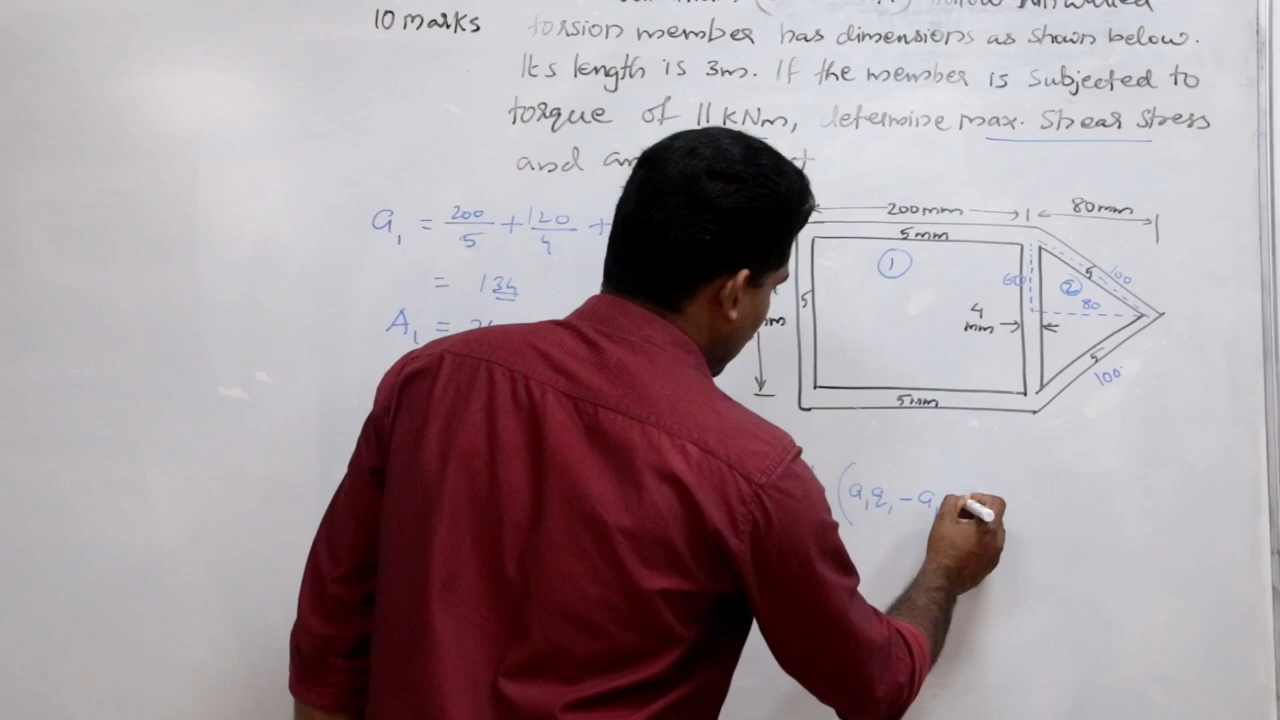 10 marks
torsion member has dimensions as shown below.
Its length is 3m. If the member is subjected to
torque of 11 kNm, determine max. shear stress
and
a₁ = 200/5 + 120/4 +
= 134
A₁ =
200mm
80mm
5mm
1
5
60
4
mm
2
80
5
100
5
100
5mm
(a₁q₁ - a